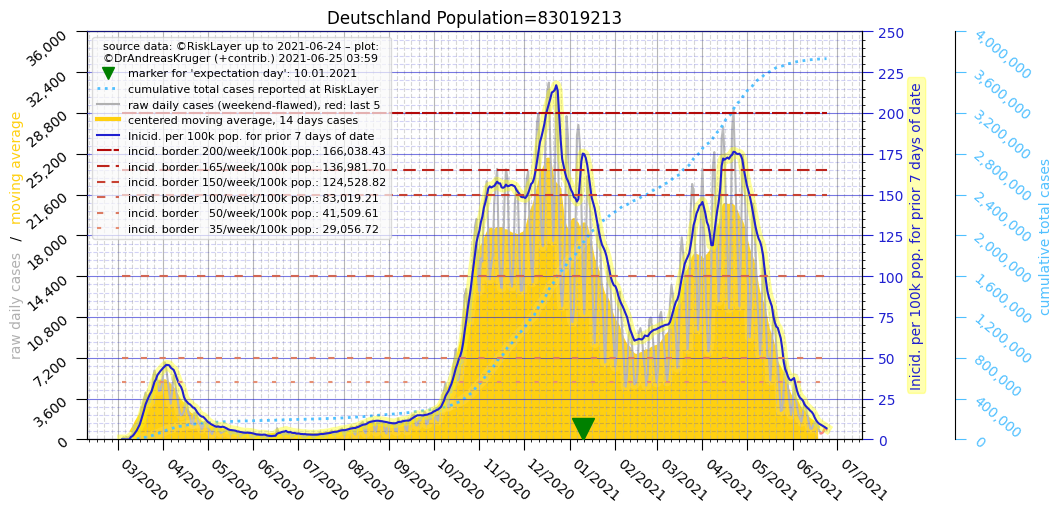 Deutschland Population=83019213
source data: ©RiskLayer up to 2021-06-24 – plot:
©DrAndreasKruger (+contrib.) 2021-06-25 03:59
marker for 'expectation day': 10.01.2021
cumulative total cases reported at RiskLayer
raw daily cases (weekend-flawed), red: last 5
centered moving average, 14 days cases
Inicid. per 100k pop. for prior 7 days of date
incid. border 200/week/100k pop.: 166,038.43
incid. border 165/week/100k pop.: 136,981.70
incid. border 150/week/100k pop.: 124,528.82
incid. border 100/week/100k pop.: 83,019.21
incid. border 50/week/100k pop.: 41,509.61
incid. border 35/week/100k pop.: 29,056.72
raw daily cases / moving average
36,000
32,400
28,800
25,200
21,600
18,000
14,400
10,800
7,200
3,600
0
03/2020
04/2020
05/2020
06/2020
07/2020
08/2020
09/2020
10/2020
11/2020
12/2020
01/2021
02/2021
03/2021
04/2021
05/2021
06/2021
07/2021
250
225
200
175
150
125
100
75
50
25
0
Inicid. per 100k pop. for prior 7 days of date
4,000,000
3,600,000
3,200,000
2,800,000
2,400,000
2,000,000
1,600,000
1,200,000
800,000
400,000
0
cumulative total cases